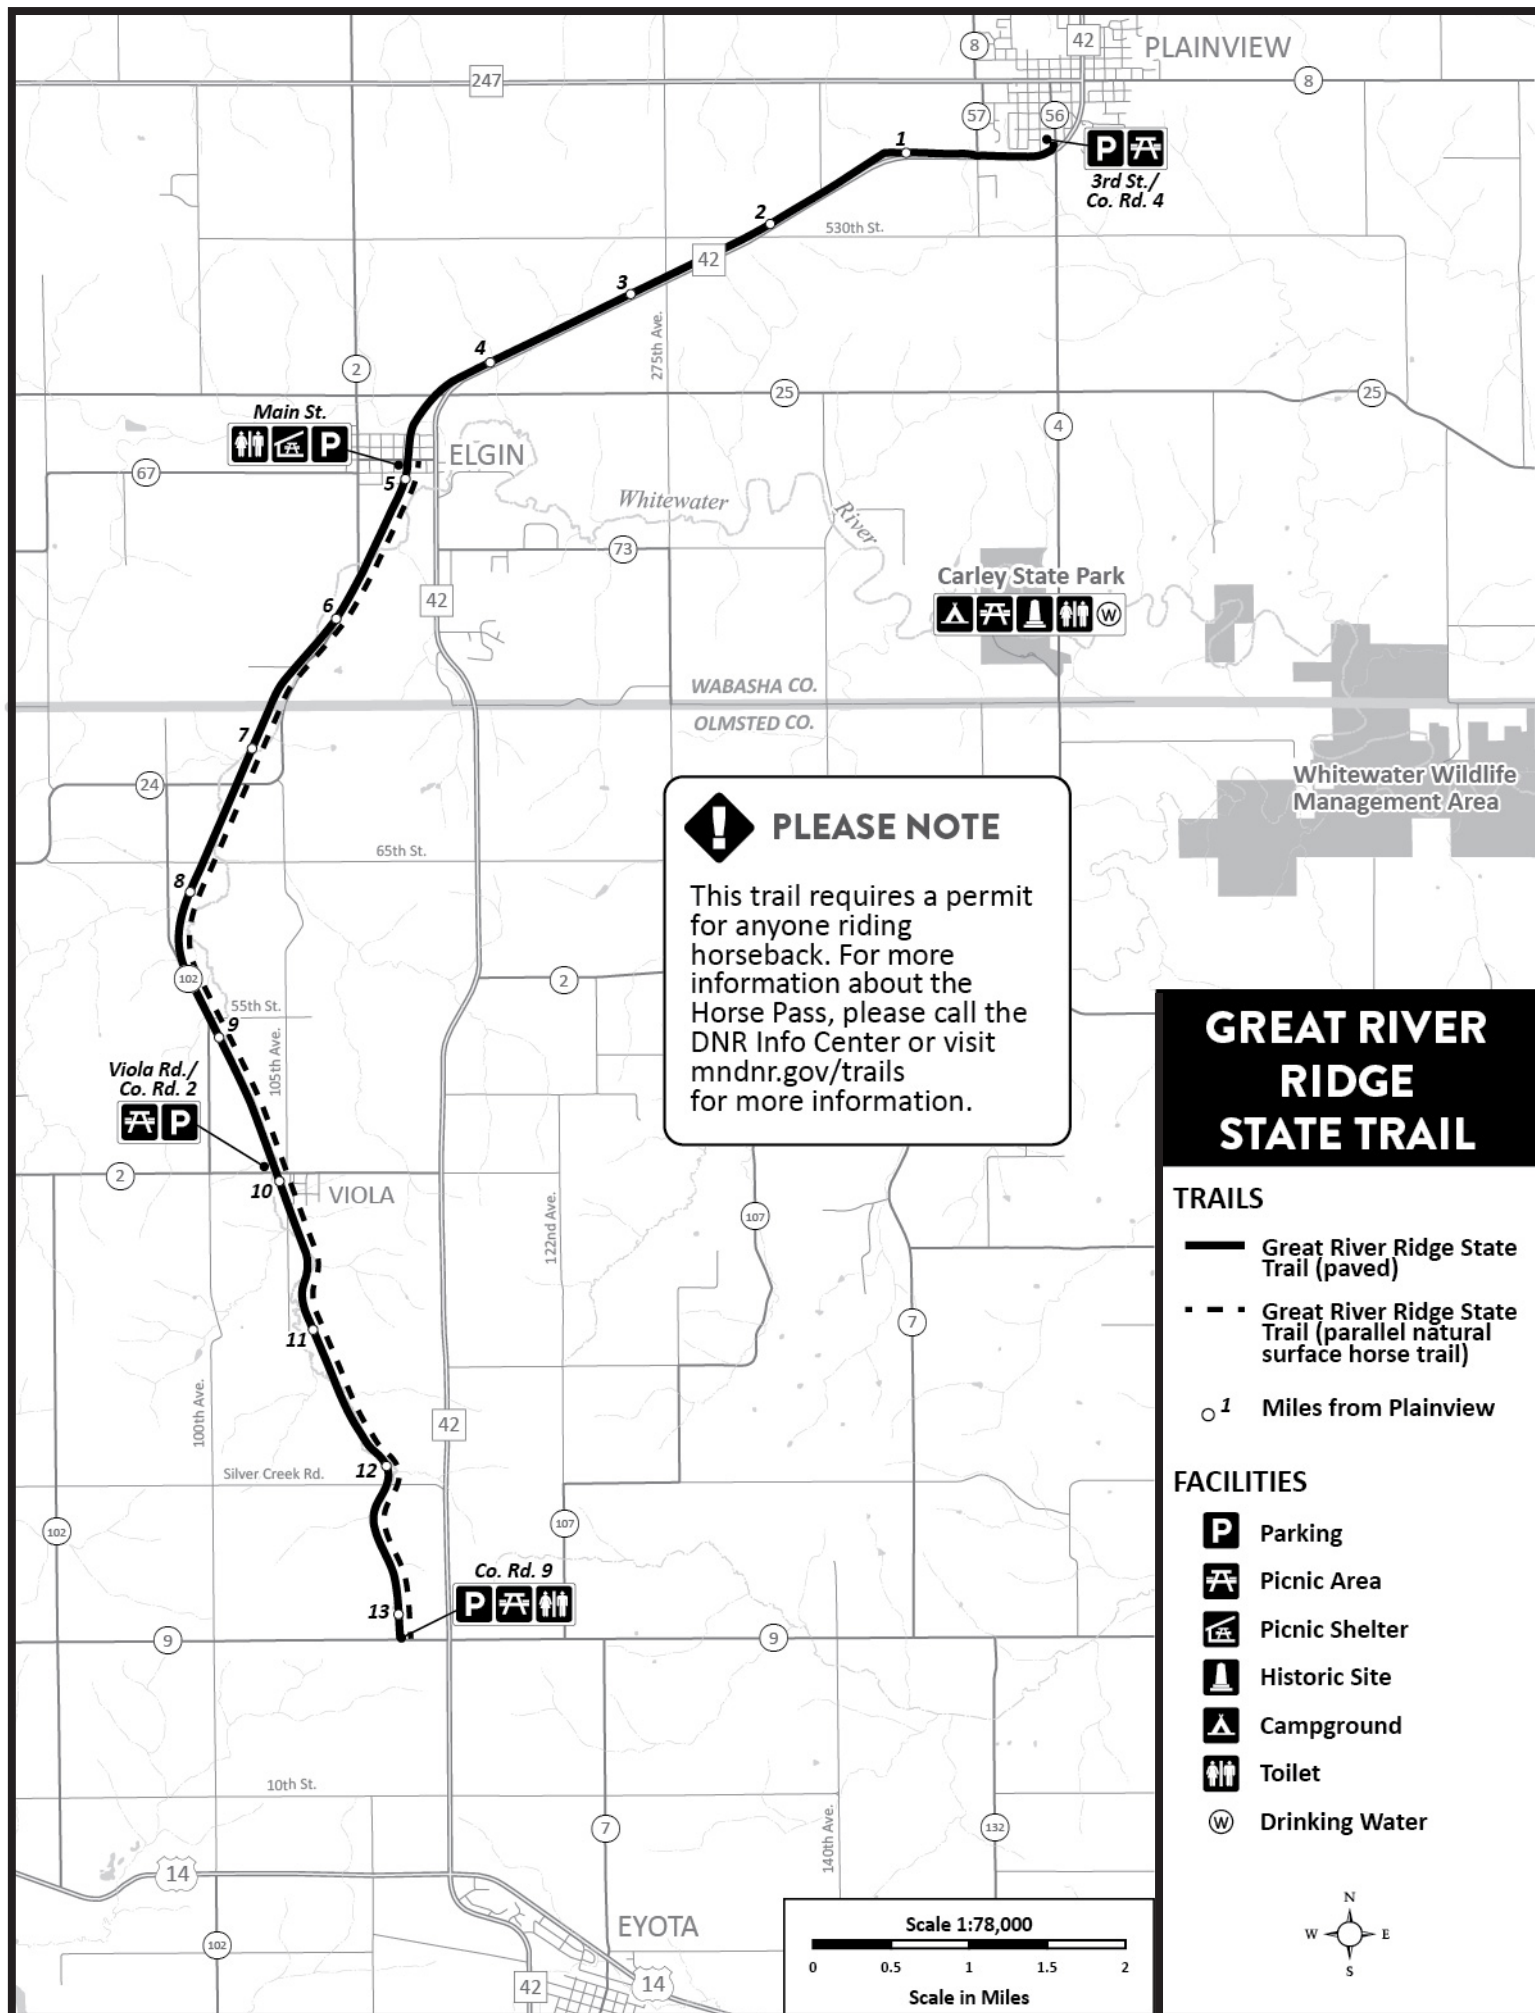 8
42
PLAINVIEW
247
8
57
56
1
P
3rd St./
Co. Rd. 4
2
530th St.
42
3
275th Ave.
4
2
25
25
Main St.
P
4
ELGIN
67
5
Whitewater
River
73
Carley State Park
W
42
6
WABASHA CO.
OLMSTED CO.
7
24
Whitewater Wildlife
Management Area
65th St.
8
! PLEASE NOTE
This trail requires a permit
for anyone riding
horseback. For more
information about the
Horse Pass, please call the
DNR Info Center or visit
mndnr.gov/trails
for more information.
102
2
55th St.
9
105th Ave.
Viola Rd./
Co. Rd. 2
P
2
10
VIOLA
122nd Ave.
107
7
11
100th Ave.
42
12
Silver Creek Rd.
102
107
Co. Rd. 9
P
13
9
9
10th St.
7
140th Ave.
132
14
EYOTA
102
42
14
Scale 1:78,000
0 0.5 1 1.5 2
Scale in Miles
GREAT RIVER
RIDGE
STATE TRAIL
TRAILS
Great River Ridge State
Trail (paved)
Great River Ridge State
Trail (parallel natural
surface horse trail)
1 Miles from Plainview
FACILITIES
P Parking
Picnic Area
Picnic Shelter
Historic Site
Campground
Toilet
W Drinking Water
N
W E
S